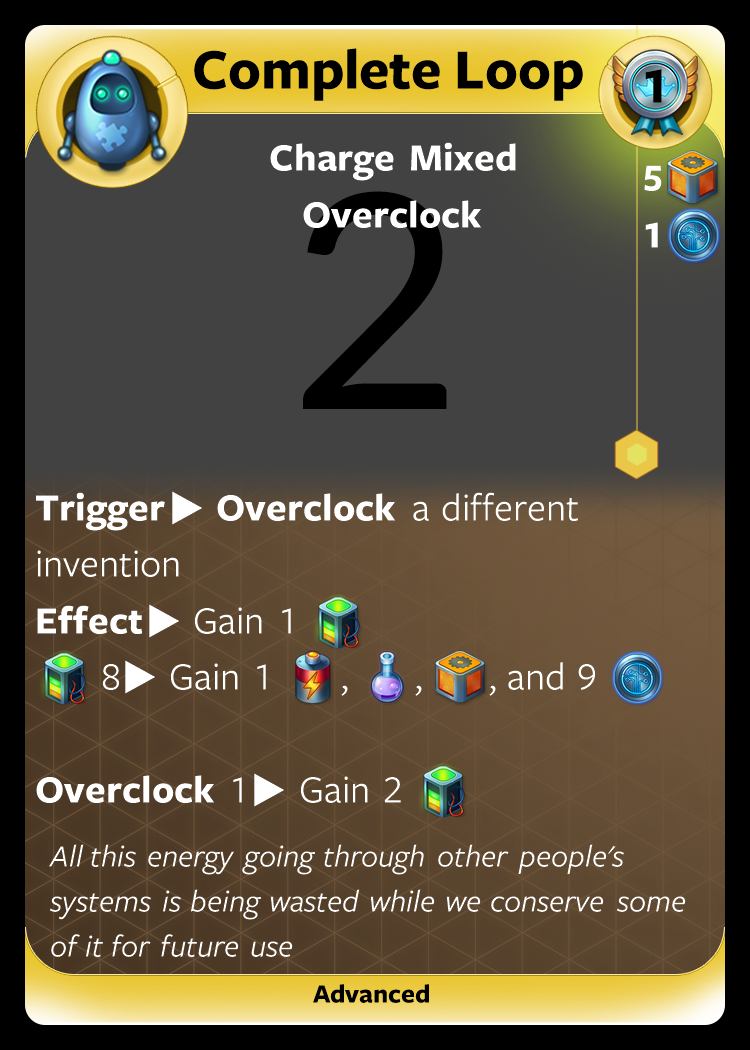 Complete Loop
1
Charge Mixed
5
Overclock
1
2
Trigger▶ Overclock a different
invention
Effect▶ Gain 1
8▶ Gain 1 , , , and 9
Overclock 1▶ Gain 2
All this energy going through other people's
systems is being wasted while we conserve some
of it for future use
Advanced